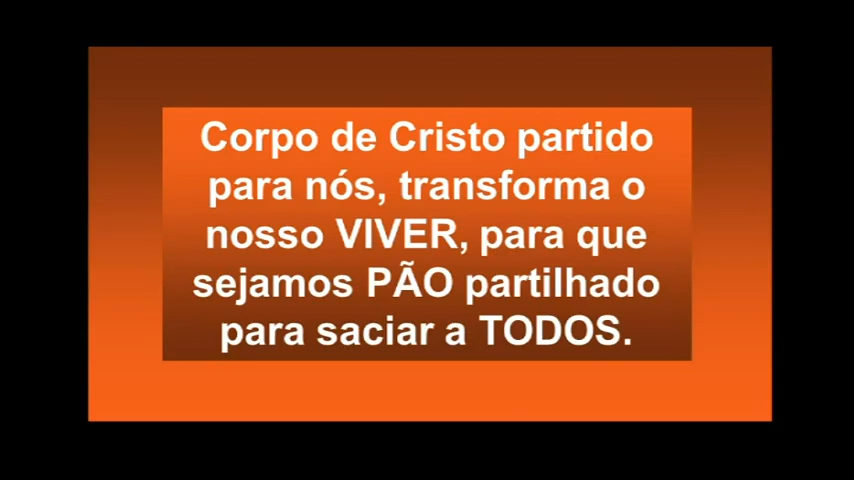 Corpo de Cristo partido
para nós, transforma o
nosso VIVER, para que
sejamos PÃO partilhado
para saciar a TODOS.